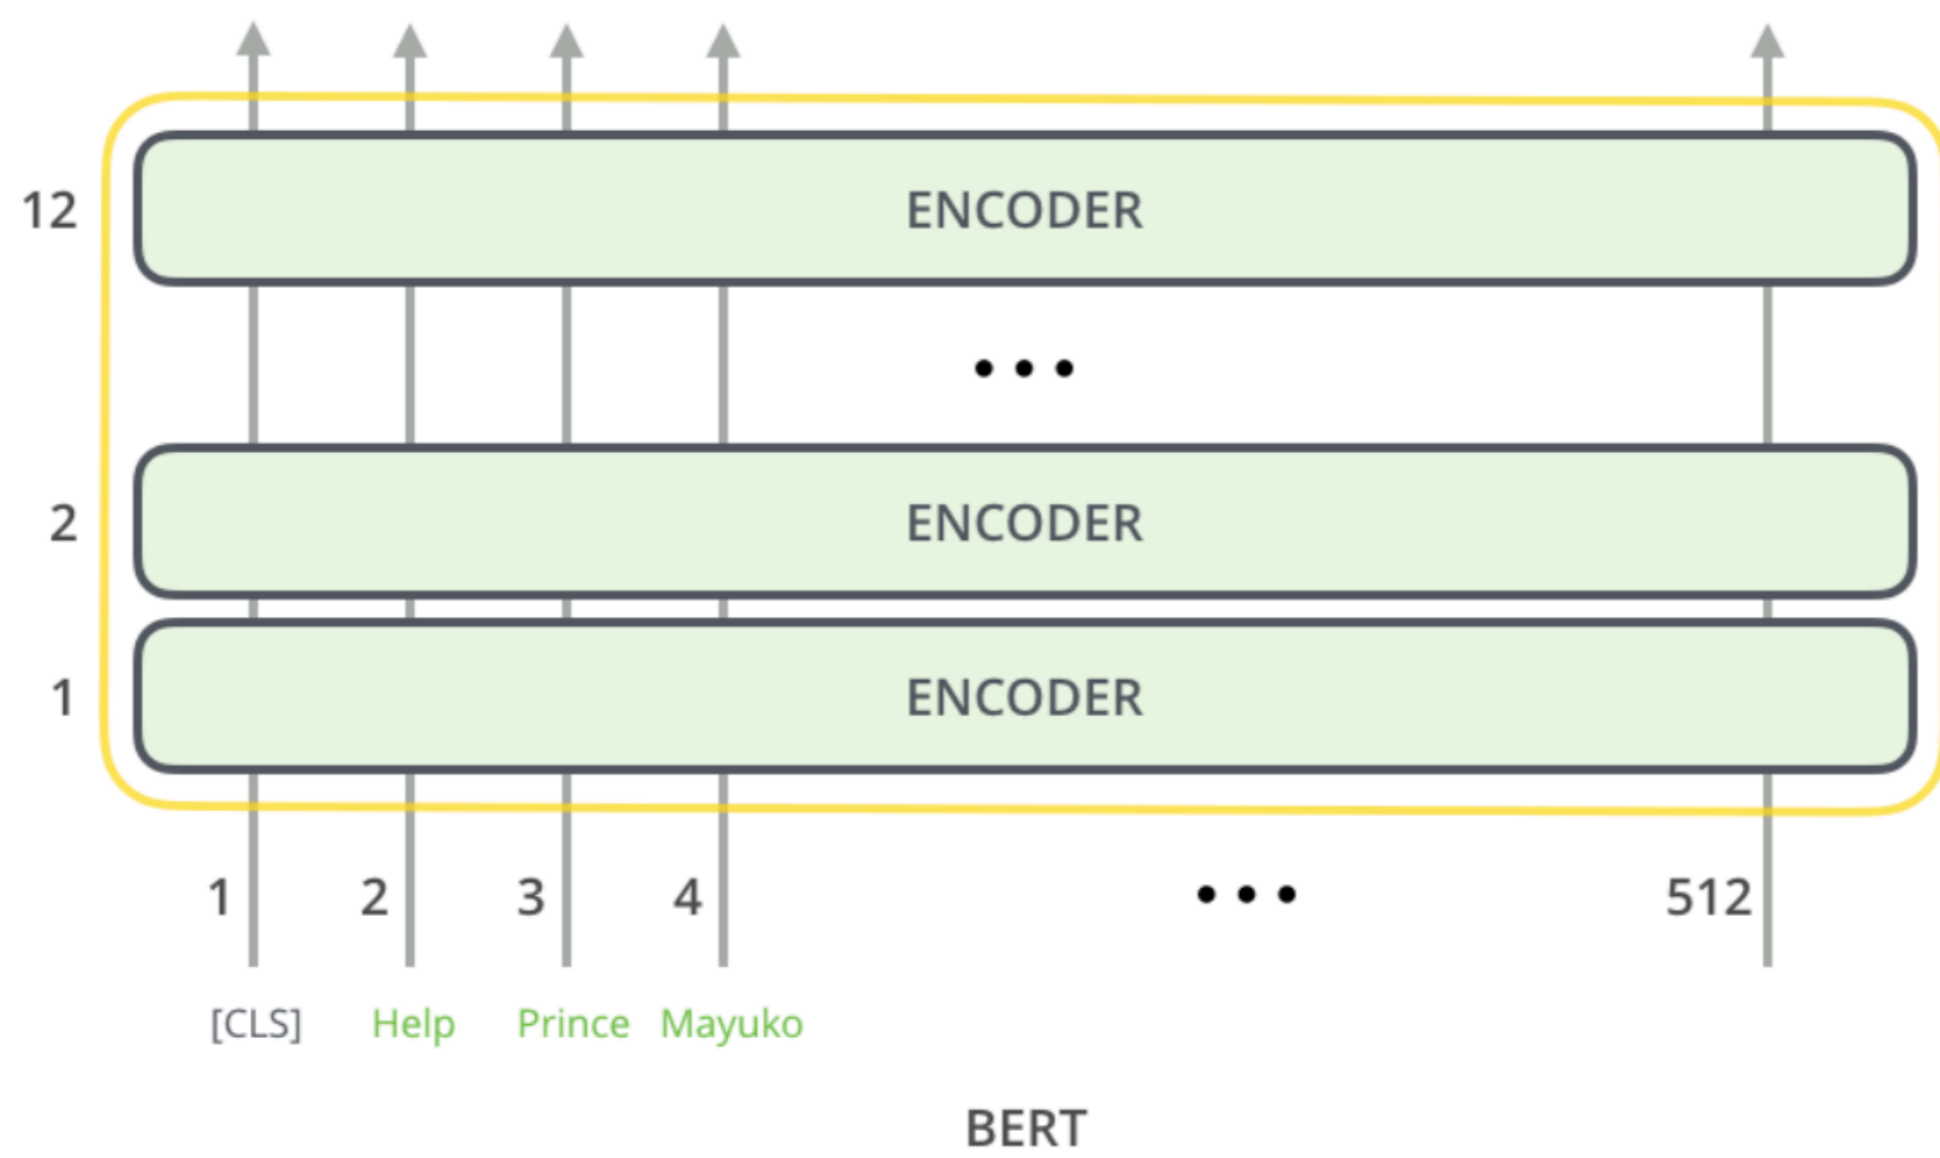 12 ENCODER
...
2 ENCODER
1 ENCODER
1 2 3 4 ... 512
[CLS] Help Prince Mayuko
BERT